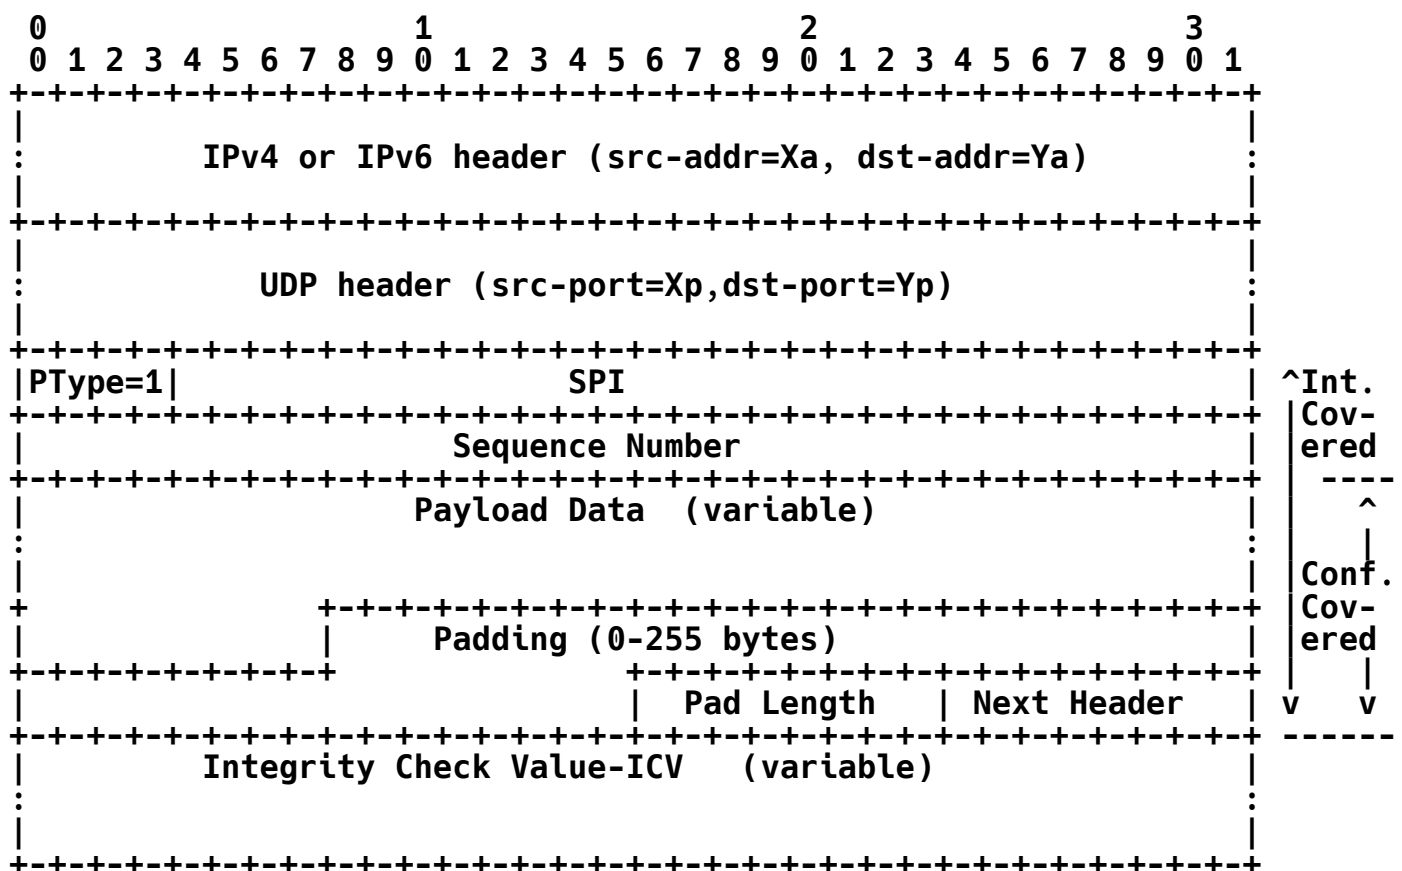 0                   1                   2                   3
 0 1 2 3 4 5 6 7 8 9 0 1 2 3 4 5 6 7 8 9 0 1 2 3 4 5 6 7 8 9 0 1
+-+-+-+-+-+-+-+-+-+-+-+-+-+-+-+-+-+-+-+-+-+-+-+-+-+-+-+-+-+-+-+-+
|                                                               |
:         IPv4 or IPv6 header (src-addr=Xa, dst-addr=Ya)        :
|                                                               |
+-+-+-+-+-+-+-+-+-+-+-+-+-+-+-+-+-+-+-+-+-+-+-+-+-+-+-+-+-+-+-+-+
|                                                               |
:            UDP header (src-port=Xp,dst-port=Yp)               :
|                                                               |
+-+-+-+-+-+-+-+-+-+-+-+-+-+-+-+-+-+-+-+-+-+-+-+-+-+-+-+-+-+-+-+-+
|PType=1|                    SPI                                | ^Int.
+-+-+-+-+-+-+-+-+-+-+-+-+-+-+-+-+-+-+-+-+-+-+-+-+-+-+-+-+-+-+-+-+ |Cov-
|                      Sequence Number                          | |ered
+-+-+-+-+-+-+-+-+-+-+-+-+-+-+-+-+-+-+-+-+-+-+-+-+-+-+-+-+-+-+-+-+ | ----
|                    Payload Data  (variable)                   | |   ^
:                                                               : |   |
|                                                               | |Conf.
+               +-+-+-+-+-+-+-+-+-+-+-+-+-+-+-+-+-+-+-+-+-+-+-+-+ |Cov-
|               |     Padding (0-255 bytes)                     | |ered
+-+-+-+-+-+-+-+-+               +-+-+-+-+-+-+-+-+-+-+-+-+-+-+-+-+ |   |
|                               |  Pad Length   | Next Header   | v   v
+-+-+-+-+-+-+-+-+-+-+-+-+-+-+-+-+-+-+-+-+-+-+-+-+-+-+-+-+-+-+-+-+ ------
|         Integrity Check Value-ICV   (variable)                |
:                                                               :
|                                                               |
+-+-+-+-+-+-+-+-+-+-+-+-+-+-+-+-+-+-+-+-+-+-+-+-+-+-+-+-+-+-+-+-+